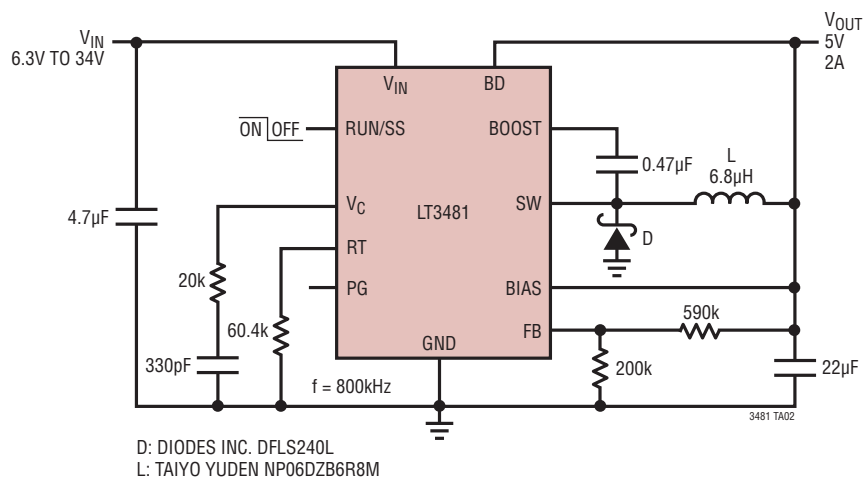 VIN
6.3V TO 34V
VOUT
5V
2A
VIN
BD
ON OFF
RUN/SS
BOOST
0.47µF
L
6.8µH
4.7µF
VC
LT3481
SW
D
RT
20k
PG
BIAS
60.4k
590k
FB
GND
330pF
f = 800kHz
200k
22µF
3481 TA02
D: DIODES INC. DFLS240L
L: TAIYO YUDEN NP06DZB6R8M